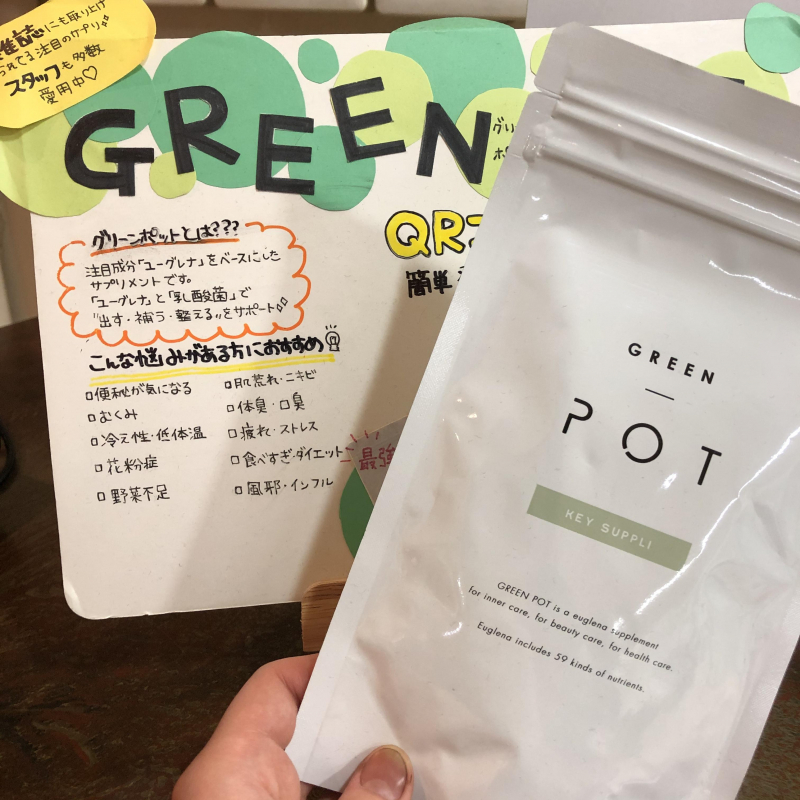 雑誌にも取り上げ
られてる注目のサプリ
スタッフも多数
愛用中♡
GREEN
QR
簡単
グリーンポットとは???
注目成分「ユーグレナ」をベースにした
サプリメントです。
「ユーグレナ」と「乳酸菌」で
"出す・補う・整える"をサポート
こんな悩みがある方におすすめ
□便秘が気になる
□むくみ
□冷え性・低体温
□花粉症
□野菜不足
□肌荒れ・ニキビ
□体臭・口臭
□疲れ・ストレス
□食べすぎ・ダイエット
□風邪・インフル
最強
GREEN
POT
KEY SUPPLI
GREEN POT is a euglena supplement
for inner care, for beauty care, for health care.
Euglena includes 59 kinds of nutrients.